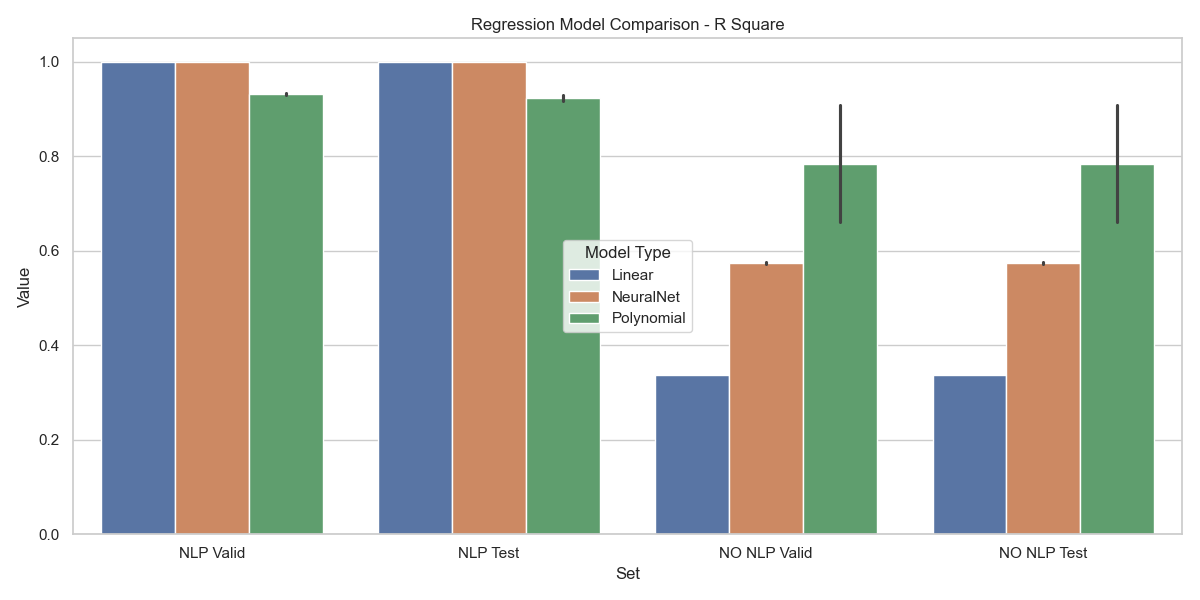 Regression Model Comparison - R Square
Value
1.0
0.8
0.6
0.4
0.2
0.0
Model Type
Linear
NeuralNet
Polynomial
NLP Valid
NLP Test
NO NLP Valid
NO NLP Test
Set